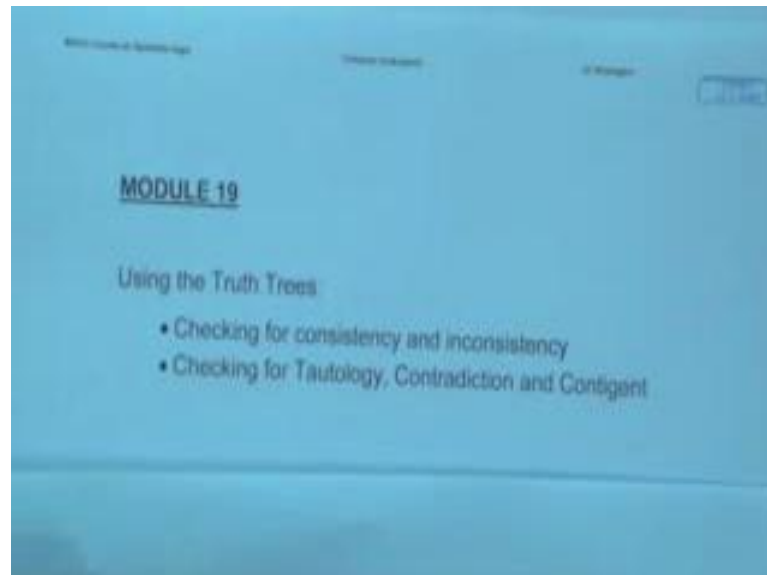 MODULE 19
Using the Truth Trees
• Checking for consistency and inconsistency
• Checking for Tautology, Contradiction and Contigent